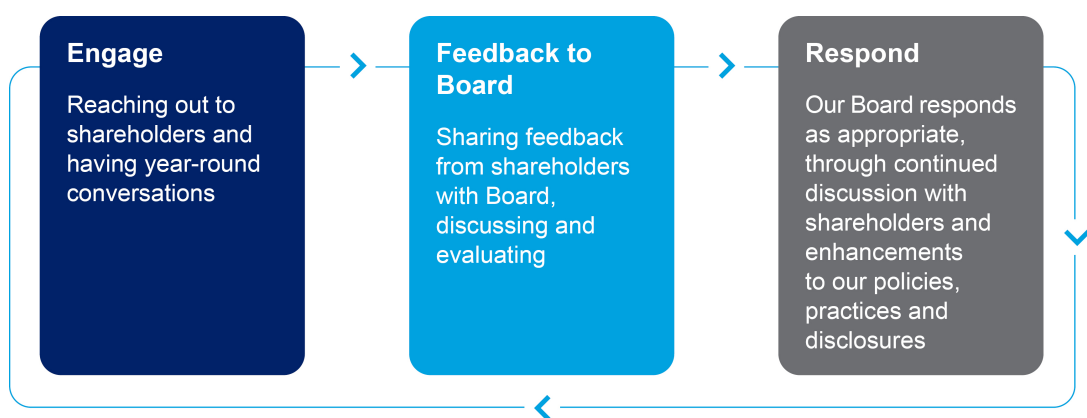 Engage
Reaching out to
shareholders and
having year-round
conversations
Feedback to
Board
Sharing feedback
from shareholders
with Board,
discussing and
evaluating
Respond
Our Board responds
as appropriate,
through continued
discussion with
shareholders and
enhancements
to our policies,
practices and
disclosures